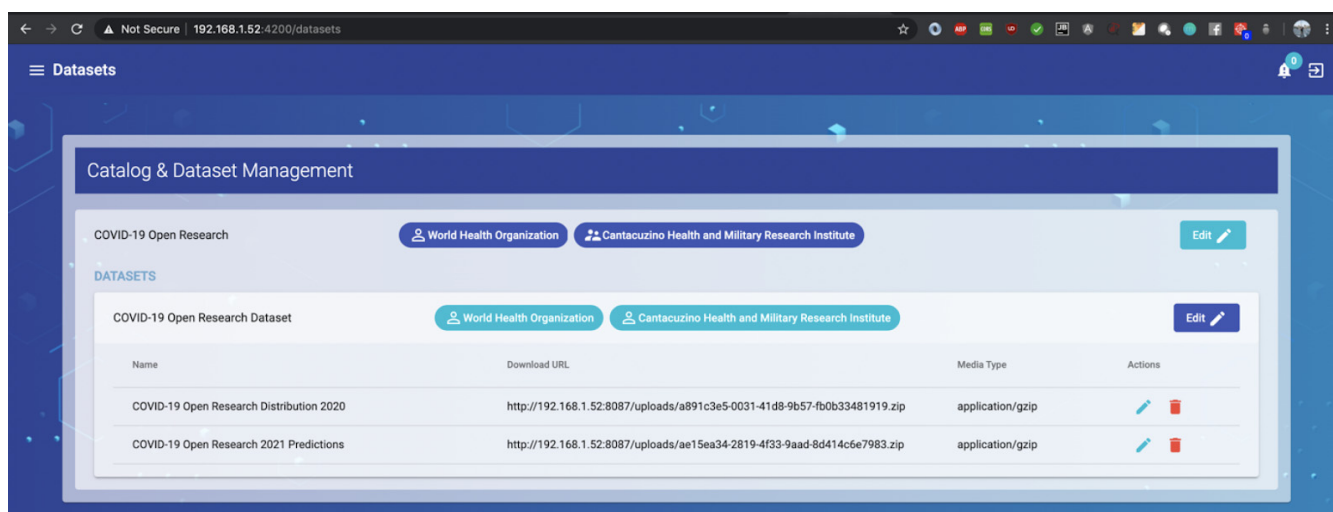 Not Secure | 192.168.1.52:4200/datasets
Datasets
0
Catalog & Dataset Management
COVID-19 Open Research World Health Organization Cantacuzino Health and Military Research Institute Edit
DATASETS
COVID-19 Open Research Dataset World Health Organization Cantacuzino Health and Military Research Institute Edit
Name Download URL Media Type Actions
COVID-19 Open Research Distribution 2020 http://192.168.1.52:8087/uploads/a891c3e5-0031-41d8-9b57-fb0b33481919.zip application/gzip
COVID-19 Open Research 2021 Predictions http://192.168.1.52:8087/uploads/ae15ea34-2819-4f33-9aad-8d414c6e7983.zip application/gzip